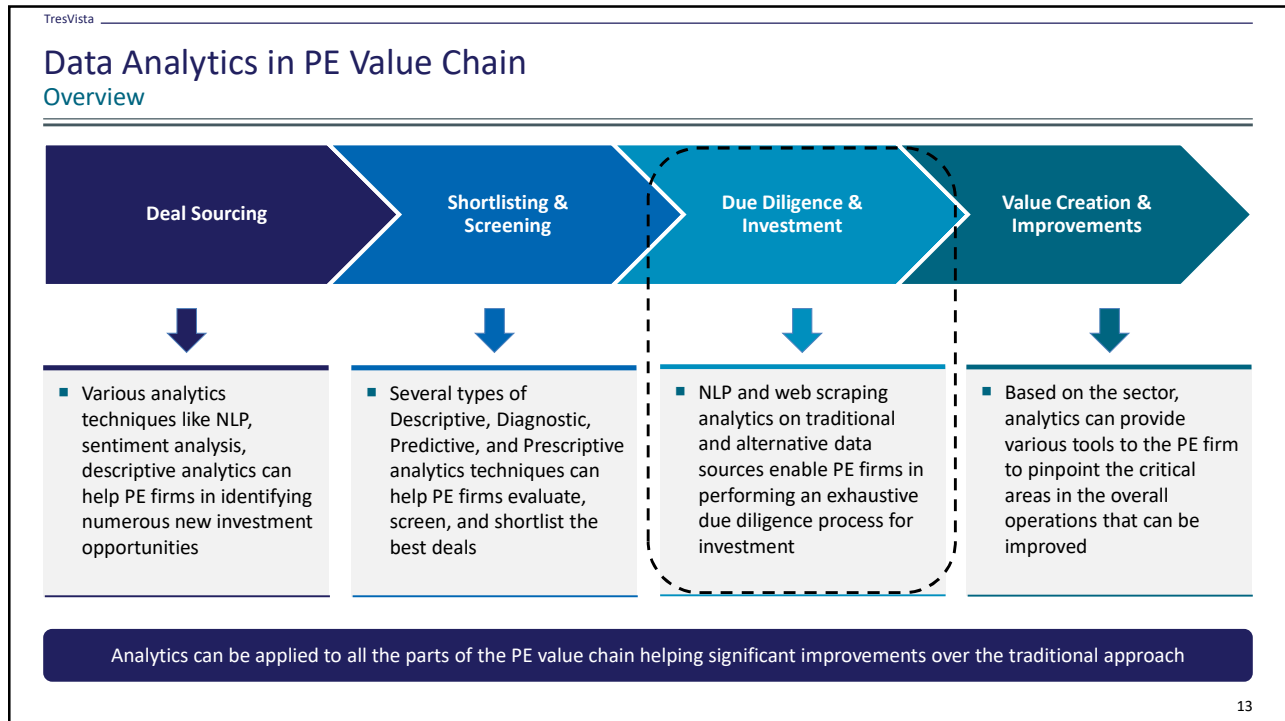 TresVista
Data Analytics in PE Value Chain
Overview
Deal Sourcing
Shortlisting &
Screening
Due Diligence &
Investment
Value Creation &
Improvements
Various analytics
techniques like NLP,
sentiment analysis,
descriptive analytics can
help PE firms in identifying
numerous new investment
opportunities
Several types of
Descriptive, Diagnostic,
Predictive, and Prescriptive
analytics techniques can
help PE firms evaluate,
screen, and shortlist the
best deals
NLP and web scraping
analytics on traditional
and alternative data
sources enable PE firms in
performing an exhaustive
due diligence process for
investment
Based on the sector,
analytics can provide
various tools to the PE firm
to pinpoint the critical
areas in the overall
operations that can be
improved
Analytics can be applied to all the parts of the PE value chain helping significant improvements over the traditional approach
13